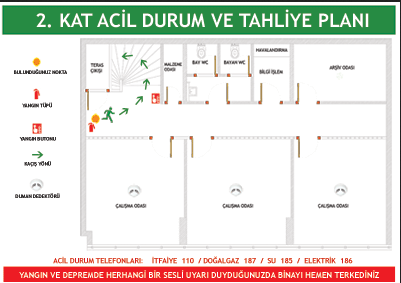 2. KAT ACİL DURUM VE TAHLİYE PLANI
BULUNDUĞUNUZ NOKTA
YANGIN TÜPÜ
YANGIN BUTONU
KAÇIŞ YÖNÜ
DUMAN DEDEKTÖRÜ
TERAS
ÇIKIŞI
MALZEME
ODASI
BAY WC
BAYAN WC
HAVALANDIRMA
BİLGİ İŞLEM
ARŞİV ODASI
ÇALIŞMA ODASI
ÇALIŞMA ODASI
ÇALIŞMA ODASI
ACİL DURUM TELEFONLARI: İTFAİYE 110 / DOĞALGAZ 187 / SU 185 / ELEKTRİK 186
YANGIN VE DEPREMDE HERHANGİ BİR SESLİ UYARI DUYDUĞUNUZDA BİNAYI HEMEN TERKEDİNİZ